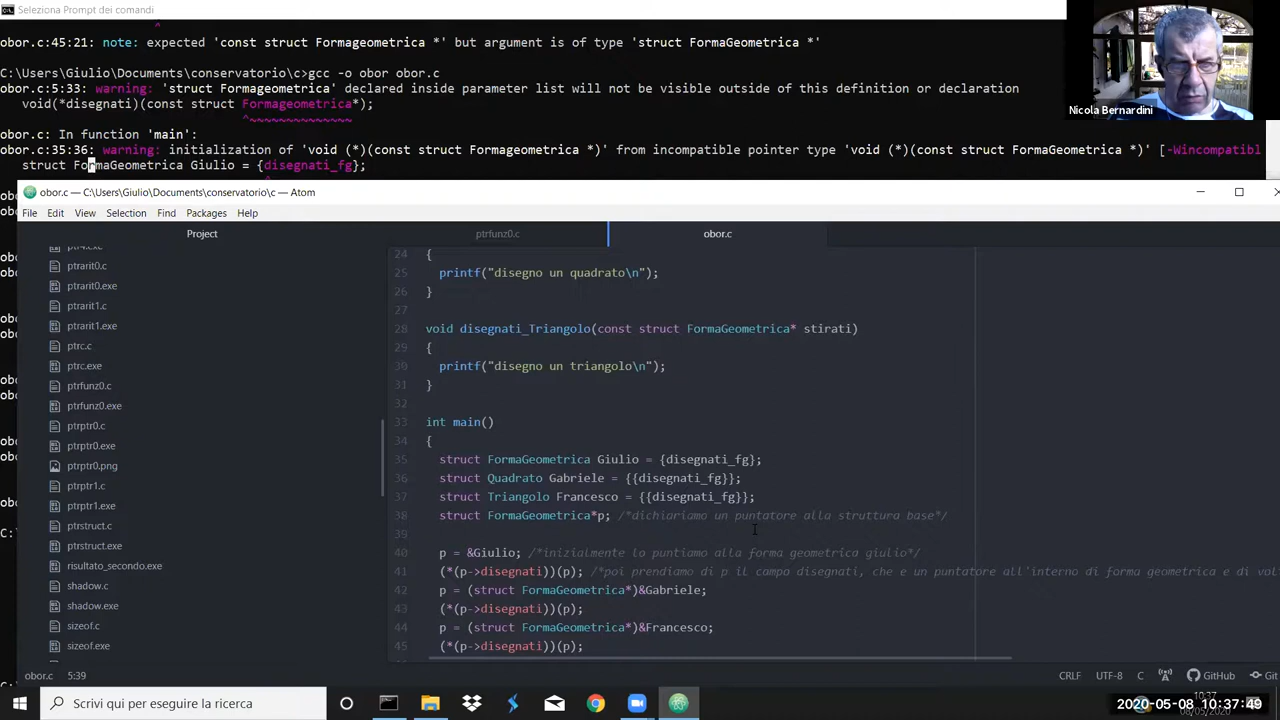 Seleziona Prompt dei comandi
obor.c:45:21: note: expected 'const struct Formageometrica *' but argument is of type 'struct FormaGeometrica *'
C:\Users\Giulio\Documents\conservatorio\c>gcc -o obor obor.c
obor.c:5:33: warning: 'struct Formageometrica' declared inside parameter list will not be visible outside of this definition or declaration
void(*disegnati)(const struct Formageometrica*);
^~~~~~~~~~~~~~~
obor.c: In function 'main':
obor.c:35:36: warning: initialization of 'void (*)(const struct Formageometrica *)' from incompatible pointer type 'void (*)(const struct FormaGeometrica *)' [-Wincompatibl
struct FormaGeometrica Giulio = {disegnati_fg};
Nicola Bernardini
obor.c — C:\Users\Giulio\Documents\conservatorio\c — Atom
File Edit View Selection Find Packages Help
Project
ptrfunz0.c
obor.c
ptr4.exe
ptrarit0.c
ptrarit0.exe
ptrarit1.c
ptrarit1.exe
ptrc.c
ptrc.exe
ptrfunz0.c
ptrfunz0.exe
ptrptr0.c
ptrptr0.exe
ptrptr0.png
ptrptr1.c
ptrptr1.exe
ptrstruct.c
ptrstruct.exe
risultato_secondo.exe
shadow.c
shadow.exe
sizeof.c
sizeof.exe
24 {
25 printf("disegno un quadrato\n");
26 }
27
28 void disegnati_Triangolo(const struct FormaGeometrica* stirati)
29 {
30 printf("disegno un triangolo\n");
31 }
32
33 int main()
34 {
35 struct FormaGeometrica Giulio = {disegnati_fg};
36 struct Quadrato Gabriele = {{disegnati_fg}};
37 struct Triangolo Francesco = {{disegnati_fg}};
38 struct FormaGeometrica*p; /*dichiariamo un puntatore alla struttura base*/
39
40 p = &Giulio; /*inizialmente lo puntiamo alla forma geometrica giulio*/
41 (*(p->disegnati))(p); /*poi prendiamo di p il campo disegnati, che e un puntatore all'interno di forma geometrica e di vol
42 p = (struct FormaGeometrica*)&Gabriele;
43 (*(p->disegnati))(p);
44 p = (struct FormaGeometrica*)&Francesco;
45 (*(p->disegnati))(p);
obor.c 5:39
CRLF UTF-8 C GitHub Git
Scrivi qui per eseguire la ricerca
10:37
08/05/2020
2020-05-08 10:37:49